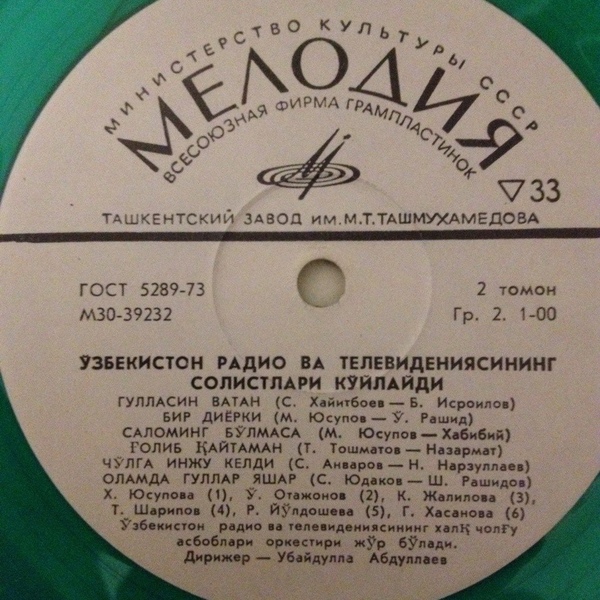 МИНИСТЕРСТВО КУЛЬТУРЫ СССР
МЕЛОДИЯ
ВСЕСОЮЗНАЯ ФИРМА ГРАМПЛАСТИНОК
▽33
ТАШКЕНТСКИЙ ЗАВОД ИМ. М.Т. ТАШМУХАМЕДОВА
ГОСТ 5289-73
2 томон
М30-39232
Гр. 2. 1-00
ЎЗБЕКИСТОН РАДИО ВА ТЕЛЕВИДЕНИЯСИНИНГ
СОЛИСТЛАРИ КЎЙЛАЙДИ
ГУЛЛАСИН ВАТАН (С. Хайитбоев — Б. Исроилов)
БИР ДИЁРКИ (М. Юсупов — Ў. Рашид)
САЛОМИНГ БЎЛМАСА (М. Юсупов — Хабибий)
ҒОЛИБ ҚАЙТАМАН (Т. Тошматов — Назармат)
ЧЎЛГА ИНЖУ КЕЛДИ (С. Анваров — Н. Нарзуллаев)
ОЛАМДА ГУЛЛАР ЯШАР (С. Юдаков — Ш. Рашидов)
Х. Юсупова (1), Ў. Отажонов (2), К. Жалилова (3),
Т. Шарипов (4), Р. Йўлдошева (5), Г. Хасанова (6)
Ўзбекистон радио ва телевидениясининг халқ чолғу
асбоблари оркестири жўр бўлади.
Дирижер — Убайдулла Абдуллаев